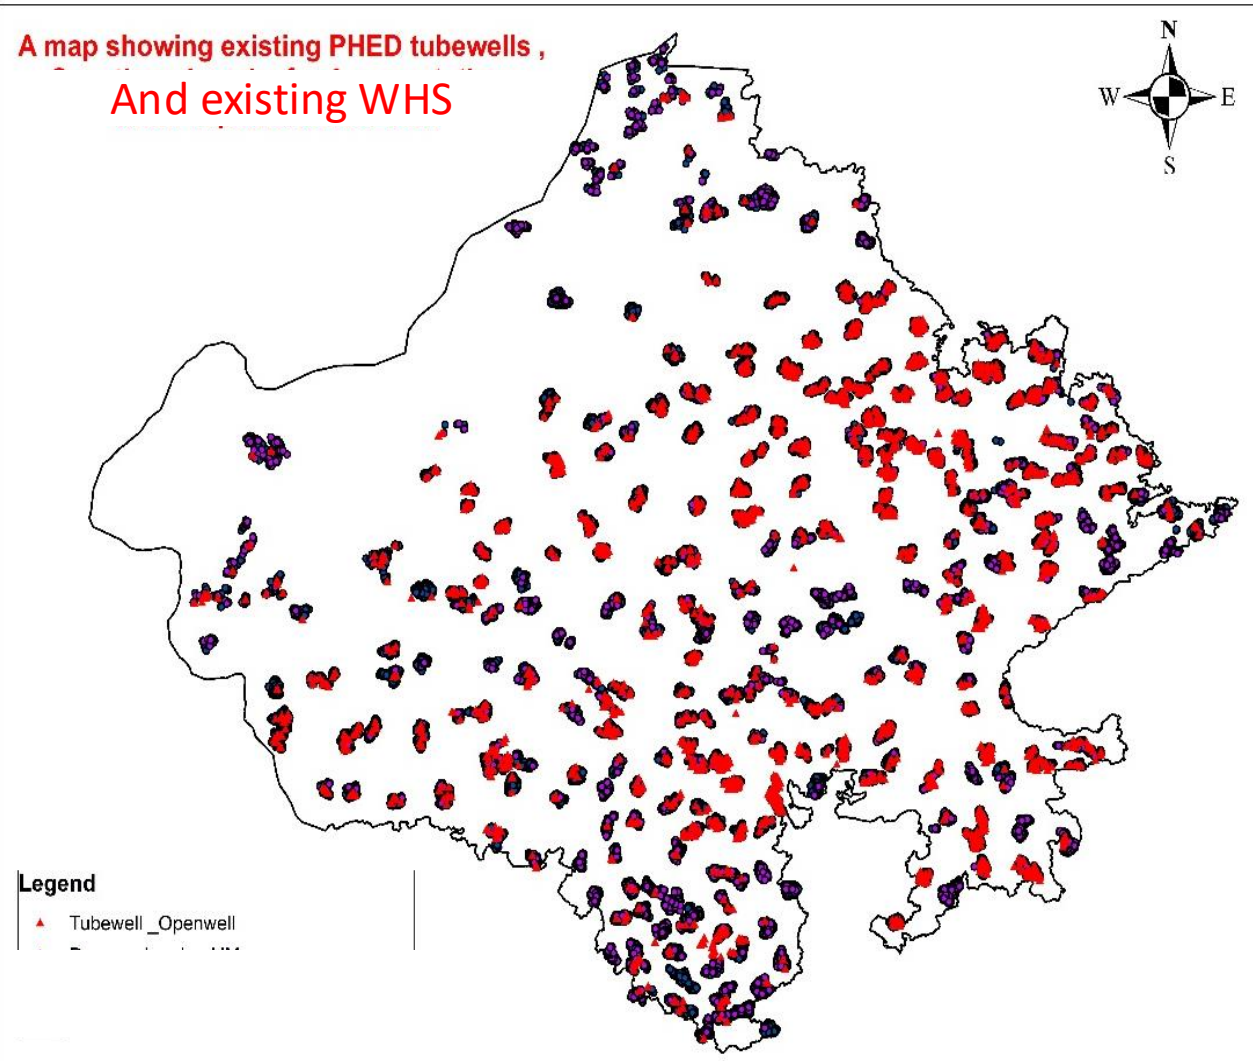 A map showing existing PHED tubewells ,
And existing WHS
N
W E
S
Legend
Tubewell _Openwell